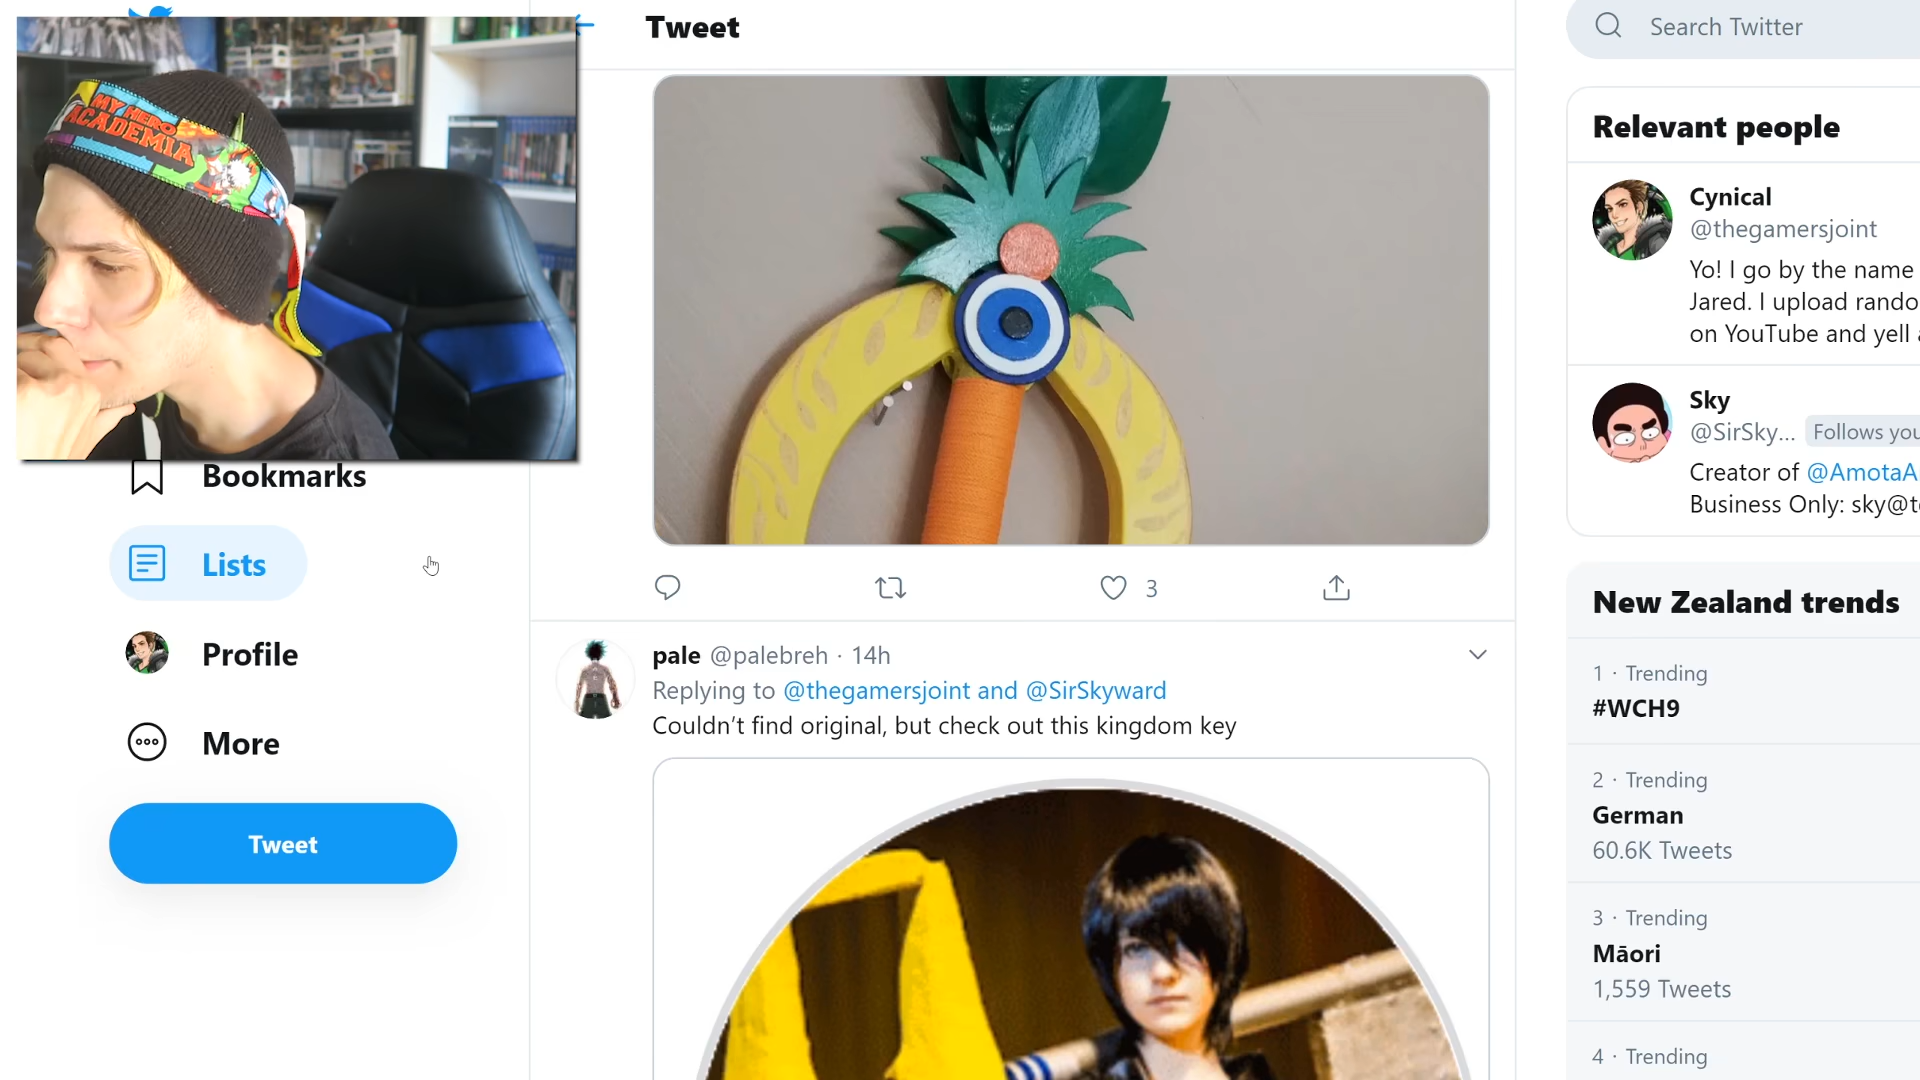 MY HERO
ACADEMIA
Bookmarks
Lists
Profile
More
Tweet
Tweet
3
pale @palebreh · 14h
Replying to @thegamersjoint and @SirSkyward
Couldn't find original, but check out this kingdom key
Search Twitter
Relevant people
Cynical
@thegamersjoint
Yo! I go by the name
Jared. I upload rando
on YouTube and yell
Sky
@SirSky... Follows you
Creator of @AmotaA
Business Only: sky@t
New Zealand trends
1 · Trending
#WCH9
2 · Trending
German
60.6K Tweets
3 · Trending
Māori
1,559 Tweets
4 · Trending